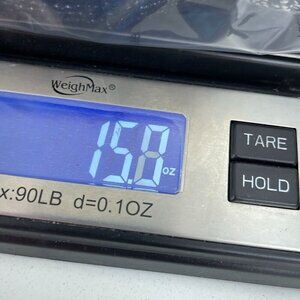 WeighMax
15.8 oz
TARE
HOLD
x:90LB d=0.1OZ